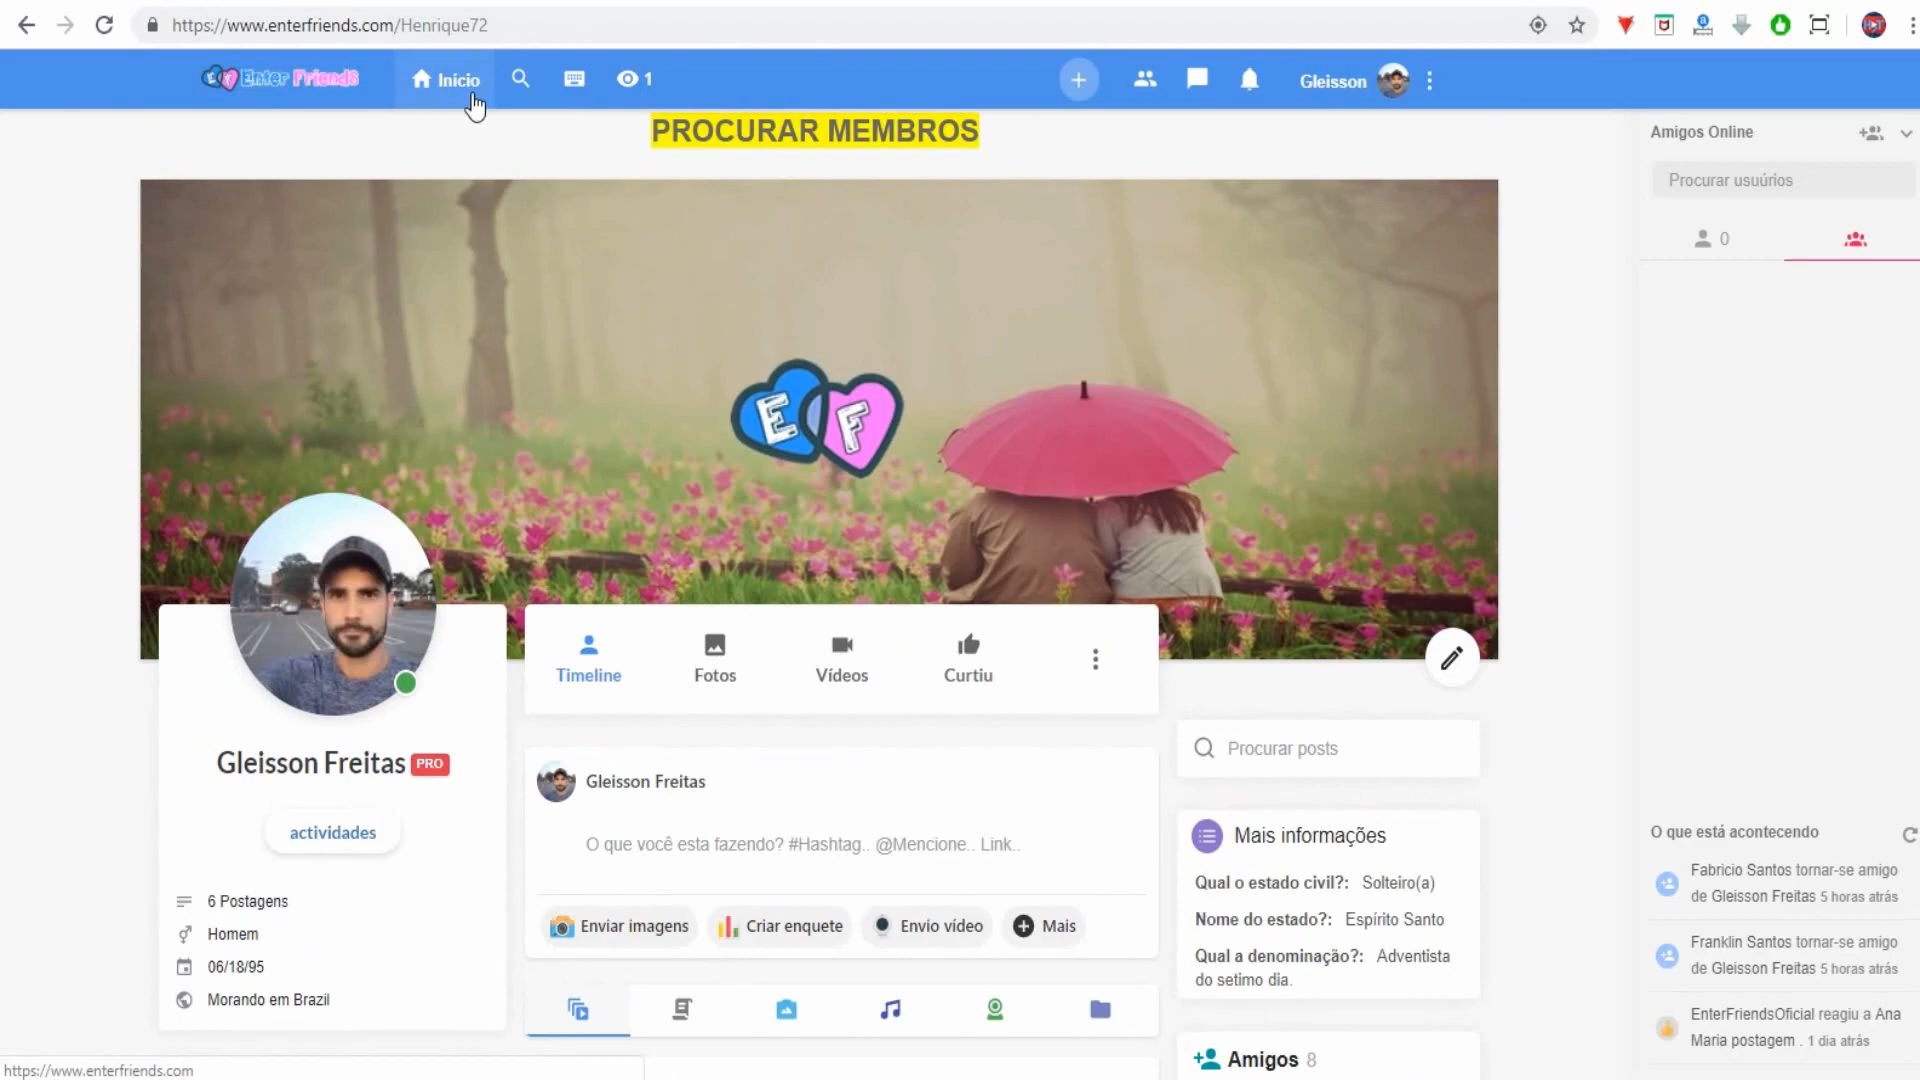 https://www.enterfriends.com/Henrique72
EF Enter Friends
Inicio
1
Gleisson
PROCURAR MEMBROS
Amigos Online
Procurar usuúrios
0
E F
Timeline
Fotos
Vídeos
Curtiu
Gleisson Freitas PRO
actividades
6 Postagens
Homem
06/18/95
Morando em Brazil
Gleisson Freitas
O que você esta fazendo? #Hashtag.. @Mencione.. Link..
Enviar imagens
Criar enquete
Envio vídeo
Mais
Procurar posts
Mais informações
Qual o estado civil?: Solteiro(a)
Nome do estado?: Espírito Santo
Qual a denominação?: Adventista
do setimo dia.
Amigos 8
O que está acontecendo
Fabricio Santos tornar-se amigo
de Gleisson Freitas 5 horas atrás
Franklin Santos tornar-se amigo
de Gleisson Freitas 5 horas atrás
EnterFriendsOficial reagiu a Ana
Maria postagem . 1 dia atrás
https://www.enterfriends.com